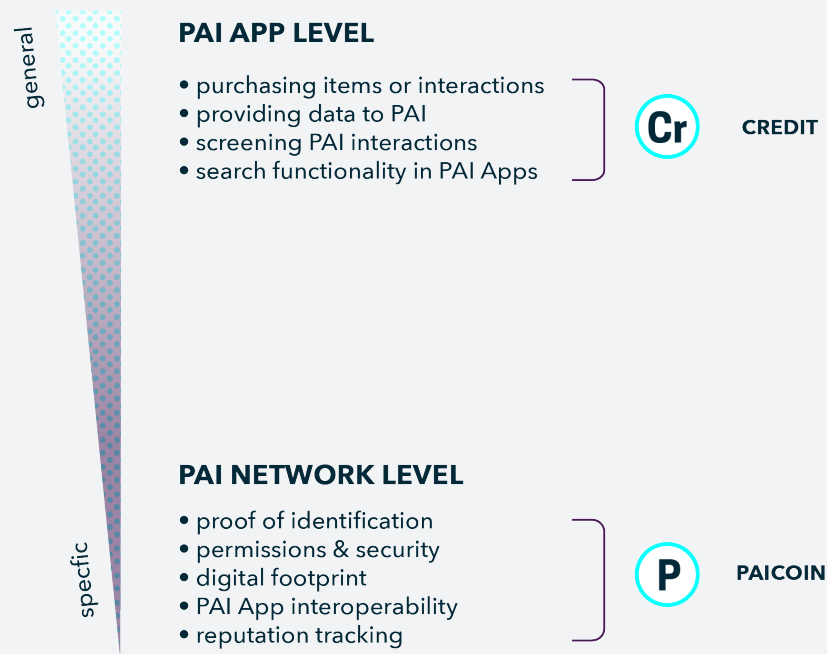 general
PAI APP LEVEL
• purchasing items or interactions
• providing data to PAI
• screening PAI interactions
• search functionality in PAI Apps
Cr
CREDIT
PAI NETWORK LEVEL
• proof of identification
• permissions & security
• digital footprint
• PAI App interoperability
• reputation tracking
P
PAICOIN
specfic